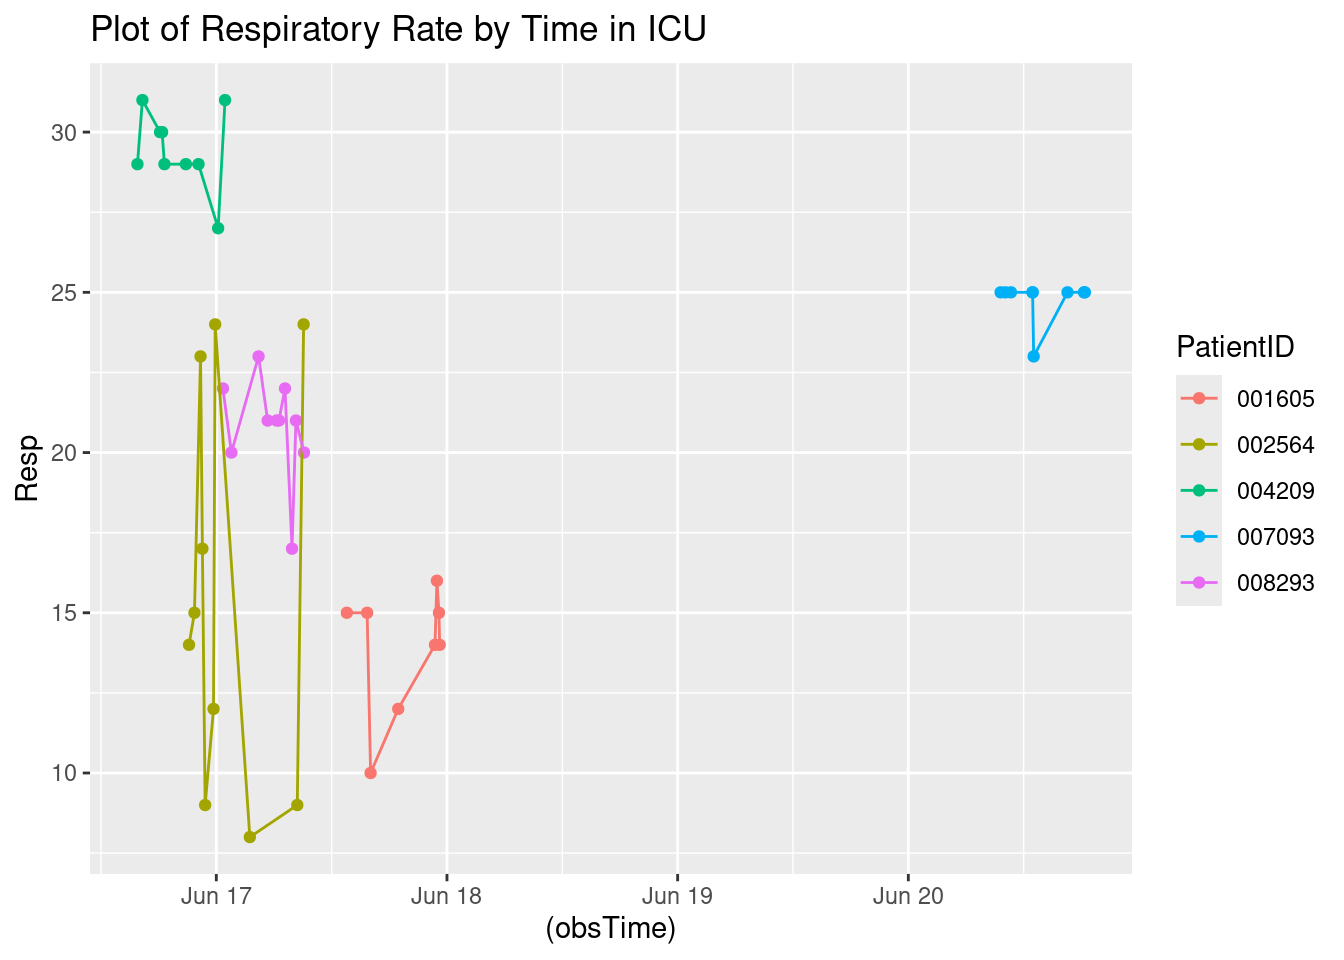 Plot of Respiratory Rate by Time in ICU
30
25
20
15
10
Resp
Jun 17
Jun 18
Jun 19
Jun 20
(obsTime)
PatientID
001605
002564
004209
007093
008293